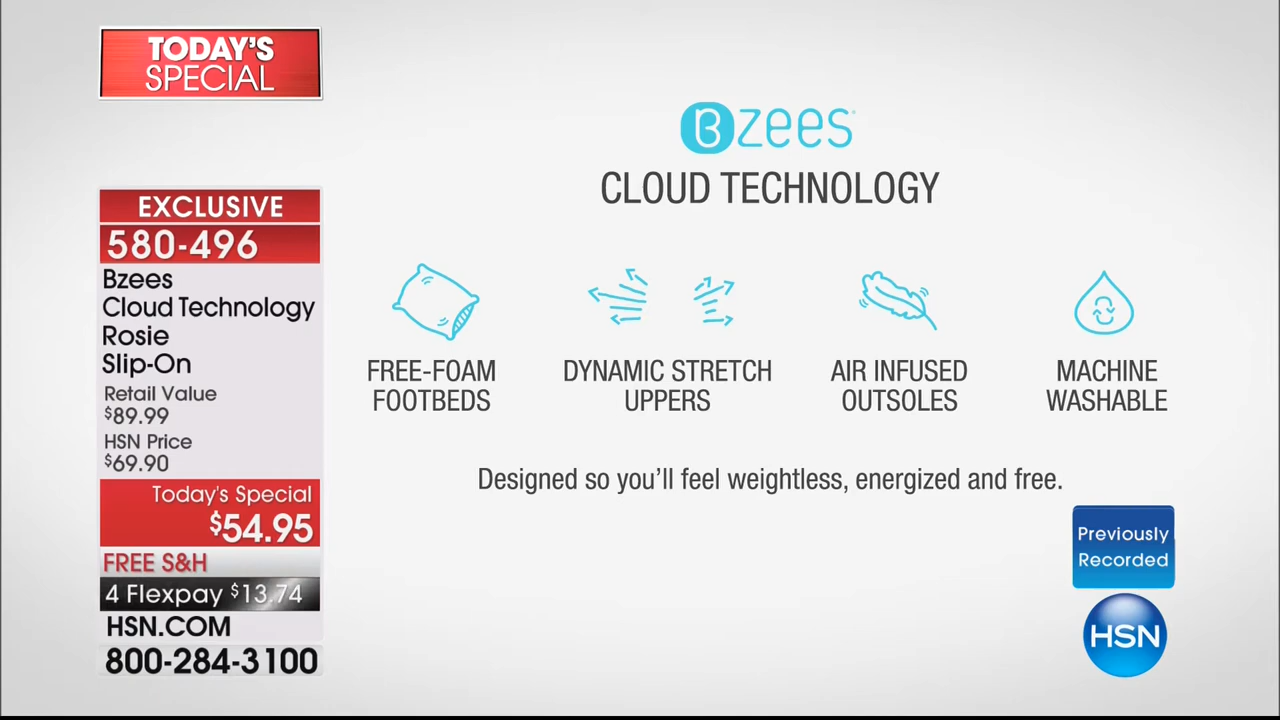 TODAY'S
SPECIAL
EXCLUSIVE
580-496
Bzees
Cloud Technology
Rosie
Slip-On
Retail Value
$89.99
HSN Price
$69.90
Today's Special
$54.95
FREE S&H
4 Flexpay $13.74
HSN.COM
800-284-3100
Bzees
CLOUD TECHNOLOGY
FREE-FOAM
FOOTBEDS
DYNAMIC STRETCH
UPPERS
AIR INFUSED
OUTSOLES
MACHINE
WASHABLE
Designed so you'll feel weightless, energized and free.
Previously
Recorded
HSN